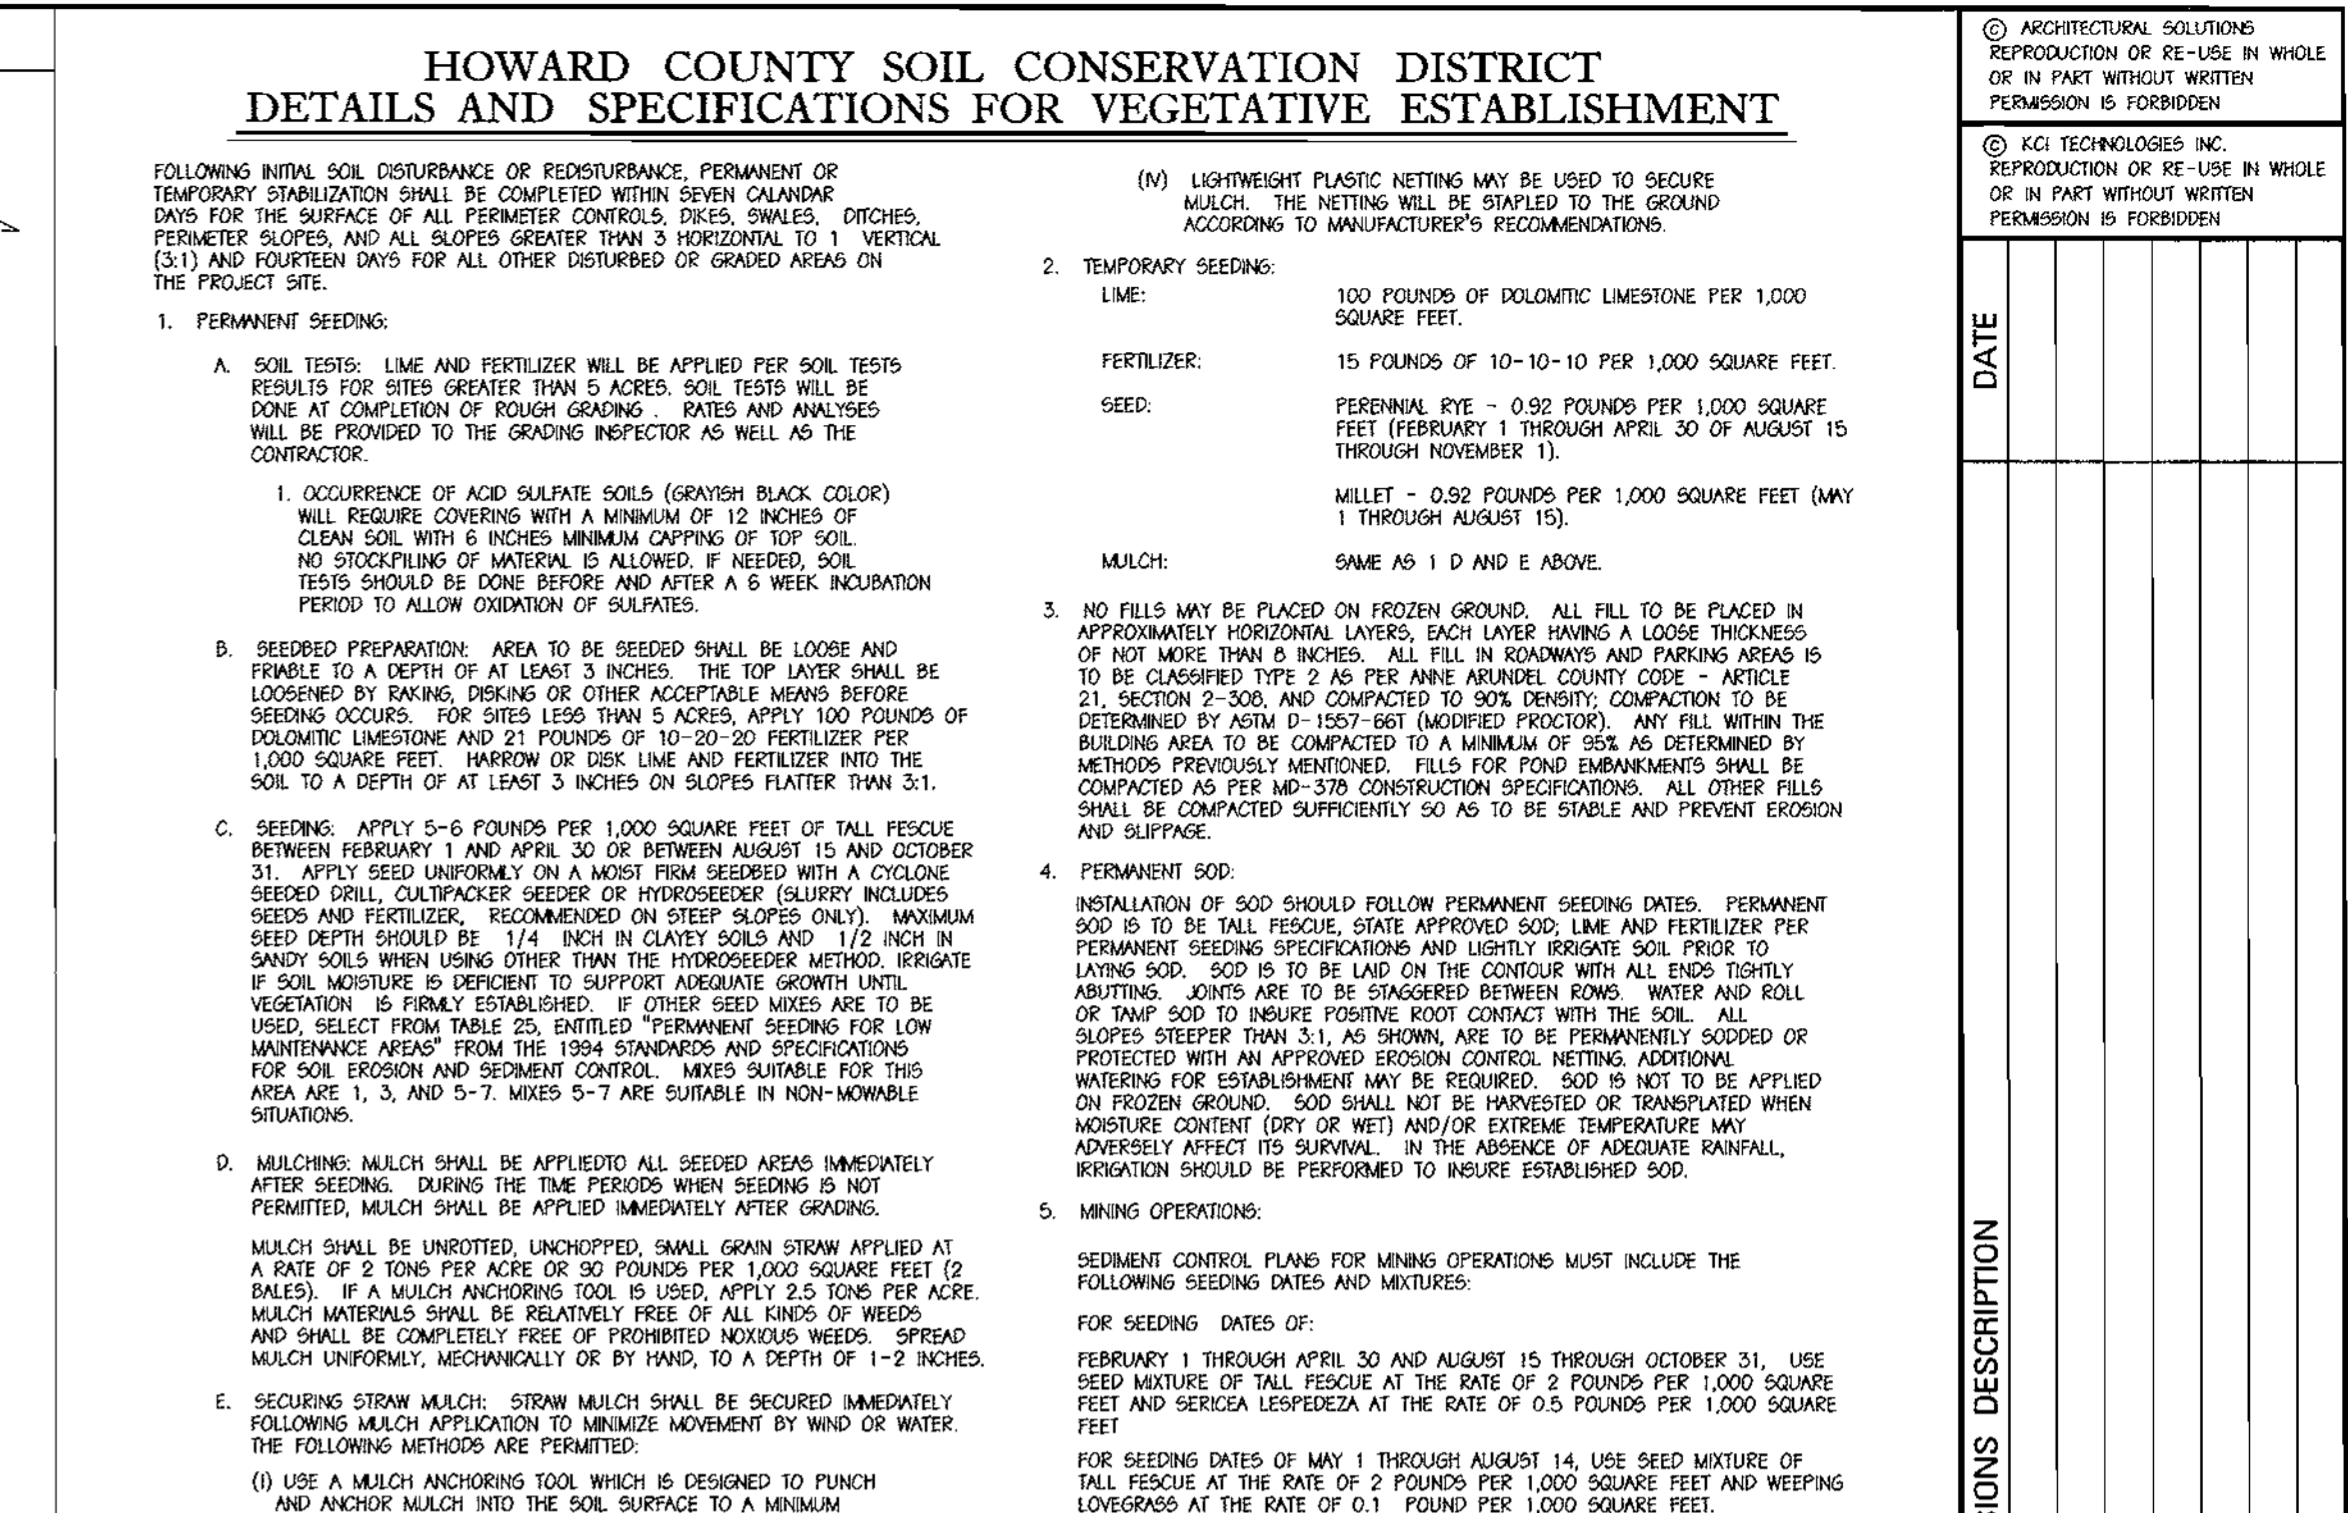 HOWARD COUNTY SOIL CONSERVATION DISTRICT
DETAILS AND SPECIFICATIONS FOR VEGETATIVE ESTABLISHMENT
FOLLOWING INITIAL SOIL DISTURBANCE OR REDISTURBANCE, PERMANENT OR
TEMPORARY STABILIZATION SHALL BE COMPLETED WITHIN SEVEN CALANDAR
DAYS FOR THE SURFACE OF ALL PERIMETER CONTROLS, DIKES, SWALES, DITCHES,
PERIMETER SLOPES, AND ALL SLOPES GREATER THAN 3 HORIZONTAL TO 1 VERTICAL
(3:1) AND FOURTEEN DAYS FOR ALL OTHER DISTURBED OR GRADED AREAS ON
THE PROJECT SITE.
1. PERMANENT SEEDING:
A. SOIL TESTS: LIME AND FERTILIZER WILL BE APPLIED PER SOIL TESTS
RESULTS FOR SITES GREATER THAN 5 ACRES. SOIL TESTS WILL BE
DONE AT COMPLETION OF ROUGH GRADING . RATES AND ANALYSES
WILL BE PROVIDED TO THE GRADING INSPECTOR AS WELL AS THE
CONTRACTOR.
1. OCCURRENCE OF ACID SULFATE SOILS (GRAYISH BLACK COLOR)
WILL REQUIRE COVERING WITH A MINIMUM OF 12 INCHES OF
CLEAN SOIL WITH 6 INCHES MINIMUM CAPPING OF TOP SOIL.
NO STOCKPILING OF MATERIAL IS ALLOWED. IF NEEDED, SOIL
TESTS SHOULD BE DONE BEFORE AND AFTER A 6 WEEK INCUBATION
PERIOD TO ALLOW OXIDATION OF SULFATES.
B. SEEDBED PREPARATION: AREA TO BE SEEDED SHALL BE LOOSE AND
FRIABLE TO A DEPTH OF AT LEAST 3 INCHES. THE TOP LAYER SHALL BE
LOOSENED BY RAKING, DISKING OR OTHER ACCEPTABLE MEANS BEFORE
SEEDING OCCURS. FOR SITES LESS THAN 5 ACRES, APPLY 100 POUNDS OF
DOLOMITIC LIMESTONE AND 21 POUNDS OF 10-20-20 FERTILIZER PER
1,000 SQUARE FEET. HARROW OR DISK LIME AND FERTILIZER INTO THE
SOIL TO A DEPTH OF AT LEAST 3 INCHES ON SLOPES FLATTER THAN 3:1.
C. SEEDING: APPLY 5-6 POUNDS PER 1,000 SQUARE FEET OF TALL FESCUE
BETWEEN FEBRUARY 1 AND APRIL 30 OR BETWEEN AUGUST 15 AND OCTOBER
31. APPLY SEED UNIFORMLY ON A MOIST FIRM SEEDBED WITH A CYCLONE
SEEDED DRILL, CULTIPACKER SEEDER OR HYDROSEEDER (SLURRY INCLUDES
SEEDS AND FERTILIZER, RECOMMENDED ON STEEP SLOPES ONLY). MAXIMUM
SEED DEPTH SHOULD BE 1/4 INCH IN CLAYEY SOILS AND 1/2 INCH IN
SANDY SOILS WHEN USING OTHER THAN THE HYDROSEEDER METHOD. IRRIGATE
IF SOIL MOISTURE IS DEFICIENT TO SUPPORT ADEQUATE GROWTH UNTIL
VEGETATION IS FIRMLY ESTABLISHED. IF OTHER SEED MIXES ARE TO BE
USED, SELECT FROM TABLE 25, ENTITLED "PERMANENT SEEDING FOR LOW
MAINTENANCE AREAS" FROM THE 1994 STANDARDS AND SPECIFICATIONS
FOR SOIL EROSION AND SEDIMENT CONTROL. MIXES SUITABLE FOR THIS
AREA ARE 1, 3, AND 5-7. MIXES 5-7 ARE SUITABLE IN NON-MOWABLE
SITUATIONS.
D. MULCHING: MULCH SHALL BE APPLIEDTO ALL SEEDED AREAS IMMEDIATELY
AFTER SEEDING. DURING THE TIME PERIODS WHEN SEEDING IS NOT
PERMITTED, MULCH SHALL BE APPLIED IMMEDIATELY AFTER GRADING.
MULCH SHALL BE UNROTTED, UNCHOPPED, SMALL GRAIN STRAW APPLIED AT
A RATE OF 2 TONS PER ACRE OR 90 POUNDS PER 1,000 SQUARE FEET (2
BALES). IF A MULCH ANCHORING TOOL IS USED, APPLY 2.5 TONS PER ACRE.
MULCH MATERIALS SHALL BE RELATIVELY FREE OF ALL KINDS OF WEEDS
AND SHALL BE COMPLETELY FREE OF PROHIBITED NOXIOUS WEEDS. SPREAD
MULCH UNIFORMLY, MECHANICALLY OR BY HAND, TO A DEPTH OF 1-2 INCHES.
E. SECURING STRAW MULCH: STRAW MULCH SHALL BE SECURED IMMEDIATELY
FOLLOWING MULCH APPLICATION TO MINIMIZE MOVEMENT BY WIND OR WATER.
THE FOLLOWING METHODS ARE PERMITTED:
(I) USE A MULCH ANCHORING TOOL WHICH IS DESIGNED TO PUNCH
AND ANCHOR MULCH INTO THE SOIL SURFACE TO A MINIMUM
(IV) LIGHTWEIGHT PLASTIC NETTING MAY BE USED TO SECURE
MULCH. THE NETTING WILL BE STAPLED TO THE GROUND
ACCORDING TO MANUFACTURER'S RECOMMENDATIONS.
2. TEMPORARY SEEDING:
LIME: 100 POUNDS OF DOLOMITIC LIMESTONE PER 1,000
SQUARE FEET.
FERTILIZER: 15 POUNDS OF 10-10-10 PER 1,000 SQUARE FEET.
SEED: PERENNIAL RYE - 0.92 POUNDS PER 1,000 SQUARE
FEET (FEBRUARY 1 THROUGH APRIL 30 OF AUGUST 15
THROUGH NOVEMBER 1).
MILLET - 0.92 POUNDS PER 1,000 SQUARE FEET (MAY
1 THROUGH AUGUST 15).
MULCH: SAME AS 1 D AND E ABOVE.
3. NO FILLS MAY BE PLACED ON FROZEN GROUND. ALL FILL TO BE PLACED IN
APPROXIMATELY HORIZONTAL LAYERS, EACH LAYER HAVING A LOOSE THICKNESS
OF NOT MORE THAN 8 INCHES. ALL FILL IN ROADWAYS AND PARKING AREAS IS
TO BE CLASSIFIED TYPE 2 AS PER ANNE ARUNDEL COUNTY CODE - ARTICLE
21, SECTION 2-308, AND COMPACTED TO 90% DENSITY; COMPACTION TO BE
DETERMINED BY ASTM D-1557-66T (MODIFIED PROCTOR). ANY FILL WITHIN THE
BUILDING AREA TO BE COMPACTED TO A MINIMUM OF 95% AS DETERMINED BY
METHODS PREVIOUSLY MENTIONED. FILLS FOR POND EMBANKMENTS SHALL BE
COMPACTED AS PER MD-378 CONSTRUCTION SPECIFICATIONS. ALL OTHER FILLS
SHALL BE COMPACTED SUFFICIENTLY SO AS TO BE STABLE AND PREVENT EROSION
AND SLIPPAGE.
4. PERMANENT SOD:
INSTALLATION OF SOD SHOULD FOLLOW PERMANENT SEEDING DATES. PERMANENT
SOD IS TO BE TALL FESCUE, STATE APPROVED SOD; LIME AND FERTILIZER PER
PERMANENT SEEDING SPECIFICATIONS AND LIGHTLY IRRIGATE SOIL PRIOR TO
LAYING SOD. SOD IS TO BE LAID ON THE CONTOUR WITH ALL ENDS TIGHTLY
ABUTTING. JOINTS ARE TO BE STAGGERED BETWEEN ROWS. WATER AND ROLL
OR TAMP SOD TO INSURE POSITIVE ROOT CONTACT WITH THE SOIL. ALL
SLOPES STEEPER THAN 3:1, AS SHOWN, ARE TO BE PERMANENTLY SODDED OR
PROTECTED WITH AN APPROVED EROSION CONTROL NETTING. ADDITIONAL
WATERING FOR ESTABLISHMENT MAY BE REQUIRED. SOD IS NOT TO BE APPLIED
ON FROZEN GROUND. SOD SHALL NOT BE HARVESTED OR TRANSPLATED WHEN
MOISTURE CONTENT (DRY OR WET) AND/OR EXTREME TEMPERATURE MAY
ADVERSELY AFFECT ITS SURVIVAL. IN THE ABSENCE OF ADEQUATE RAINFALL,
IRRIGATION SHOULD BE PERFORMED TO INSURE ESTABLISHED SOD.
5. MINING OPERATIONS:
SEDIMENT CONTROL PLANS FOR MINING OPERATIONS MUST INCLUDE THE
FOLLOWING SEEDING DATES AND MIXTURES:
FOR SEEDING DATES OF:
FEBRUARY 1 THROUGH APRIL 30 AND AUGUST 15 THROUGH OCTOBER 31, USE
SEED MIXTURE OF TALL FESCUE AT THE RATE OF 2 POUNDS PER 1,000 SQUARE
FEET AND SERICEA LESPEDEZA AT THE RATE OF 0.5 POUNDS PER 1,000 SQUARE
FEET
FOR SEEDING DATES OF MAY 1 THROUGH AUGUST 14, USE SEED MIXTURE OF
TALL FESCUE AT THE RATE OF 2 POUNDS PER 1,000 SQUARE FEET AND WEEPING
LOVEGRASS AT THE RATE OF 0.1 POUND PER 1,000 SQUARE FEET.
© ARCHITECTURAL SOLUTIONS
REPRODUCTION OR RE-USE IN WHOLE
OR IN PART WITHOUT WRITTEN
PERMISSION IS FORBIDDEN
© KCI TECHNOLOGIES INC.
REPRODUCTION OR RE-USE IN WHOLE
OR IN PART WITHOUT WRITTEN
PERMISSION IS FORBIDDEN
DATE
IONS DESCRIPTION